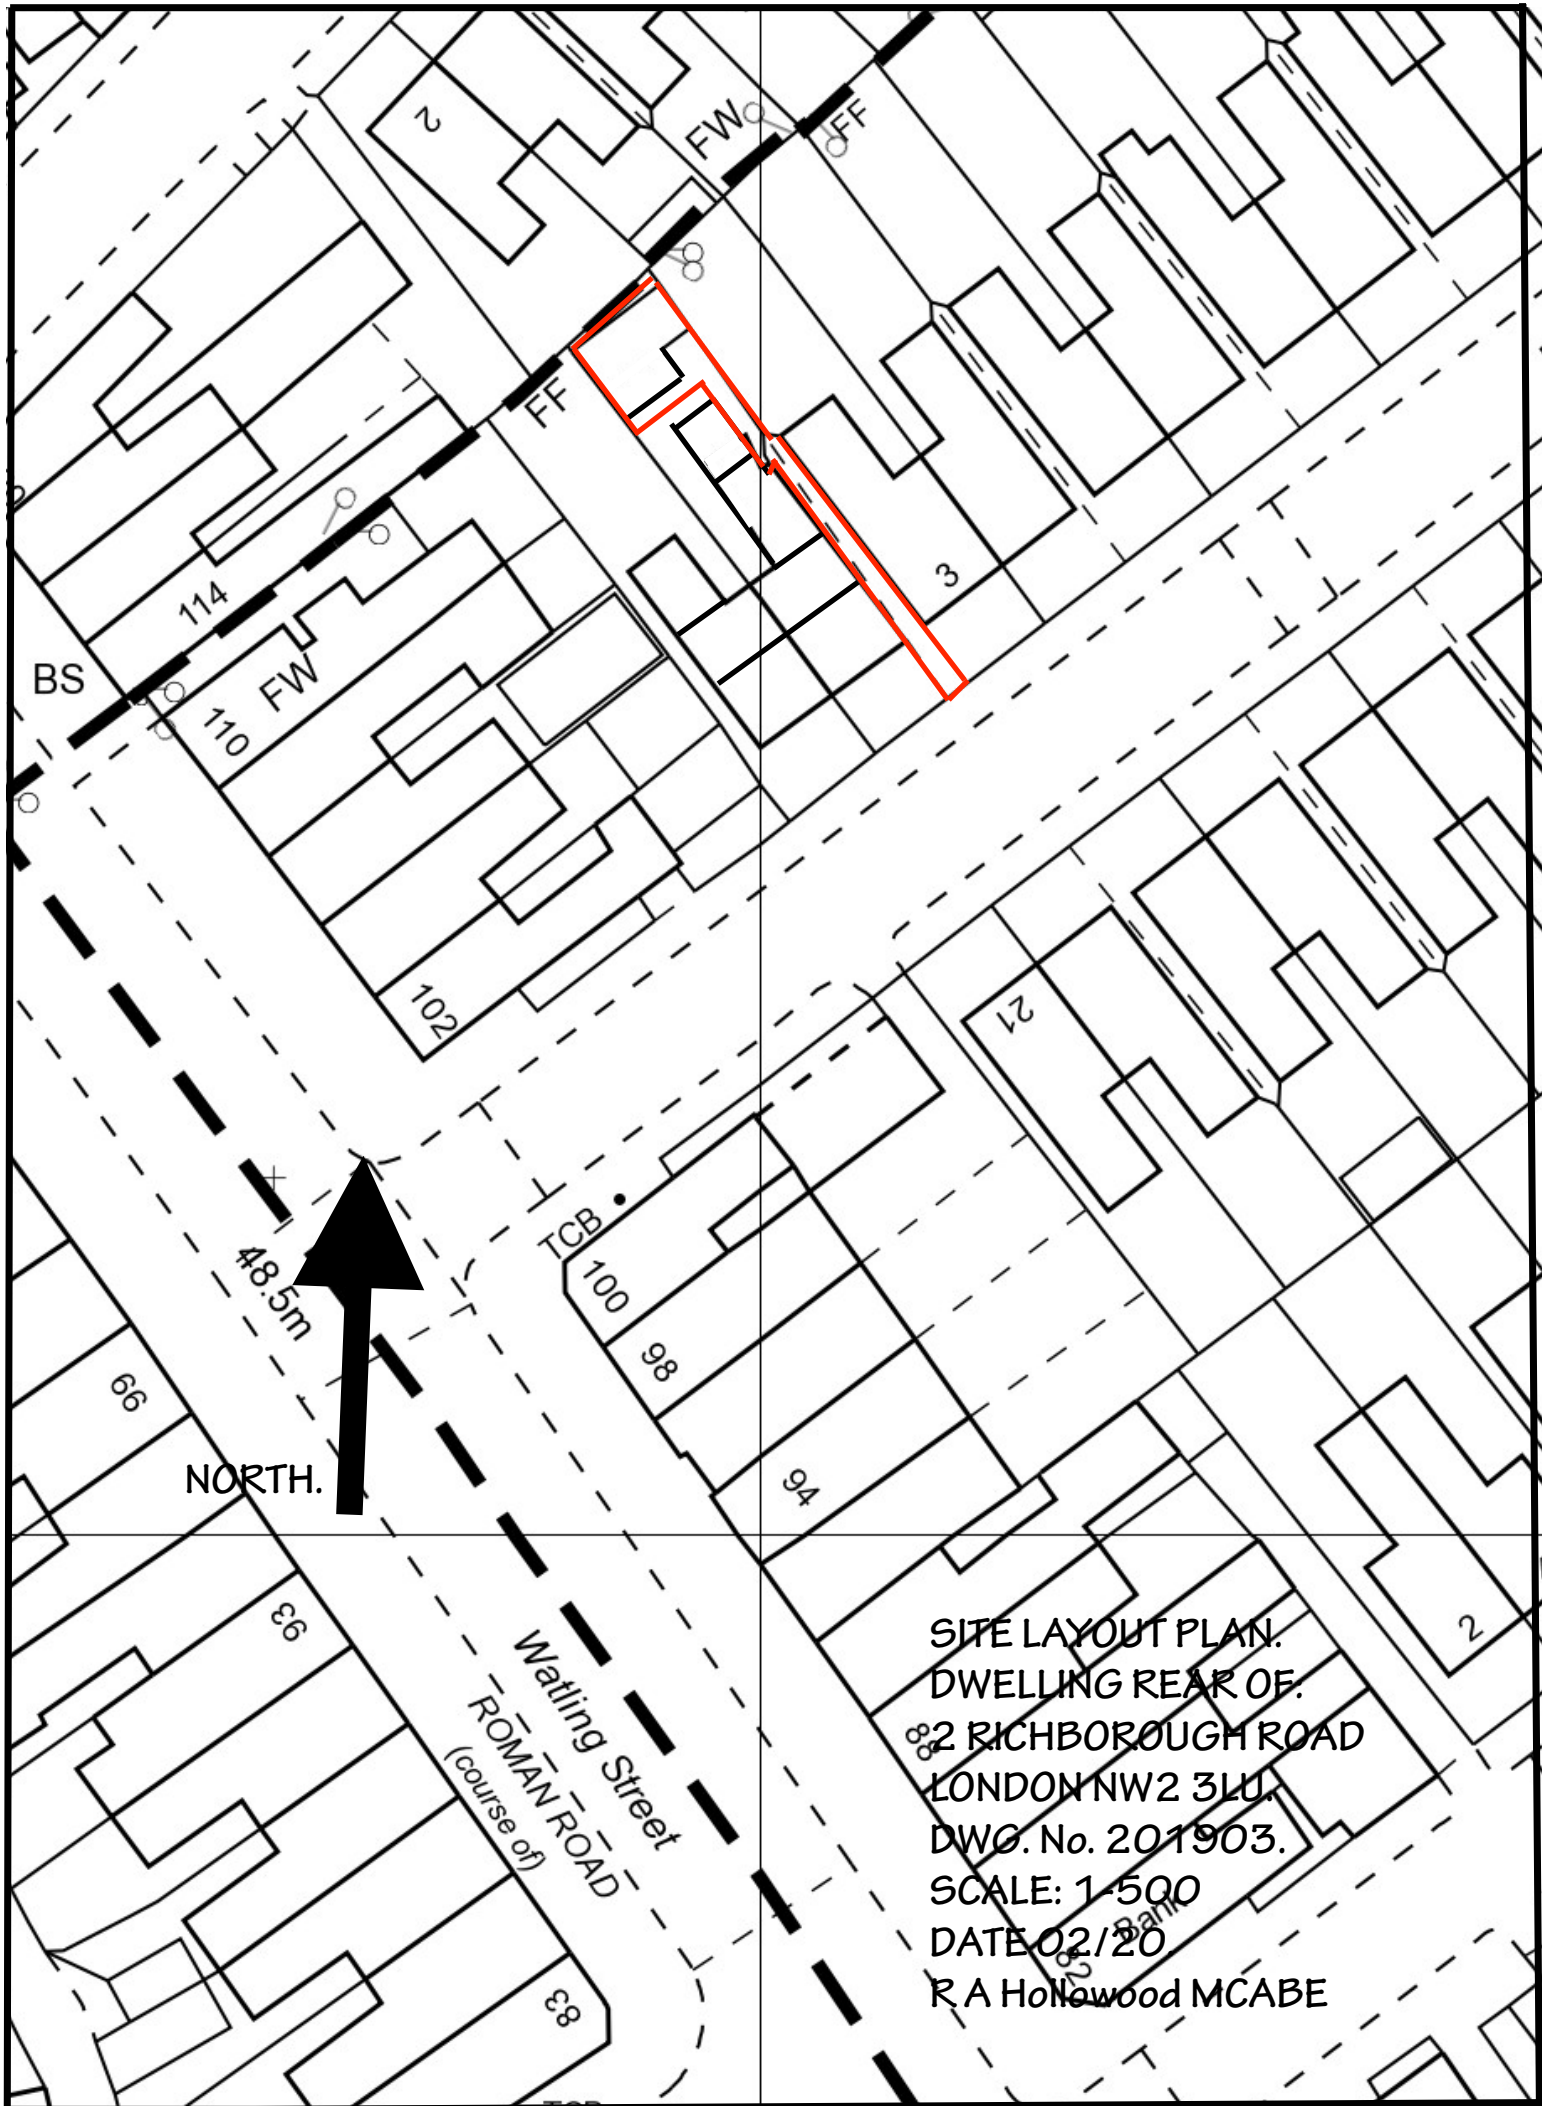 2
FW
FF
FF
114
BS
FW
110
3
102
21
TCB
100
48.5m
98
66
NORTH.
94
93
Watling Street
ROMAN ROAD
(course of)
2
88
Bank
82
83
SITE LAYOUT PLAN.
DWELLING REAR OF:
2 RICHBOROUGH ROAD
LONDON NW2 3LU.
DWG. No. 201903.
SCALE: 1-500
DATE 02/20.
R A Hollowood MCABE